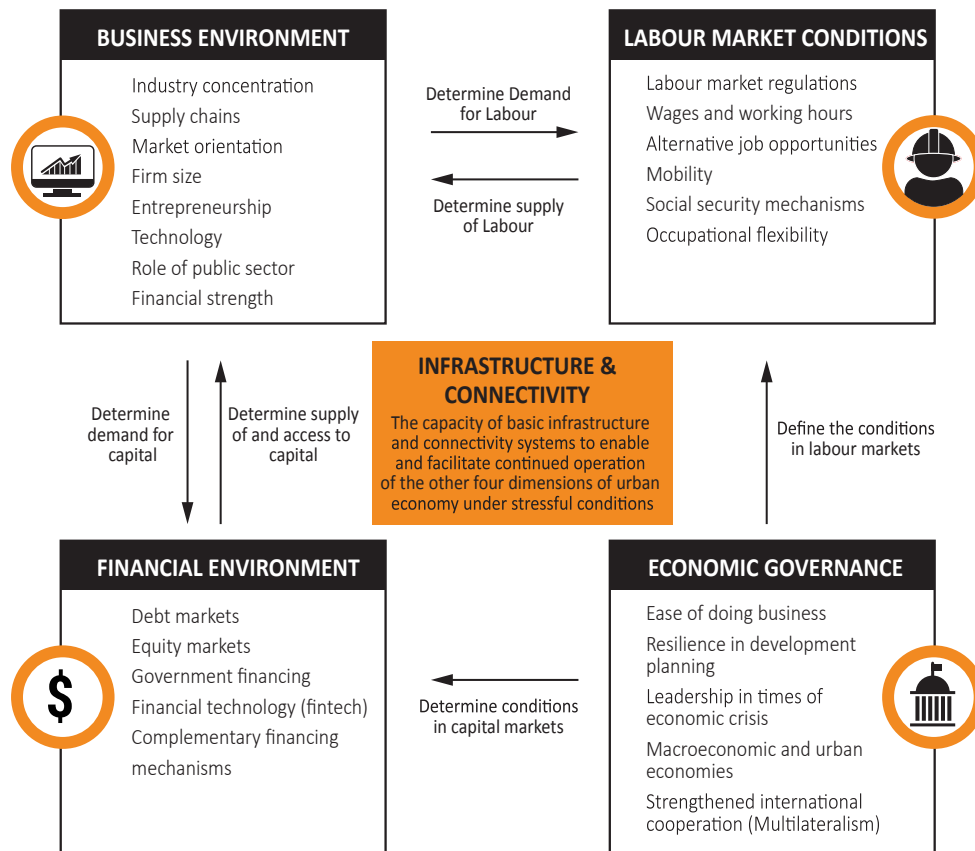 BUSINESS ENVIRONMENT
Industry concentration
Supply chains
Market orientation
Firm size
Entrepreneurship
Technology
Role of public sector
Financial strength
Determine Demand
for Labour
Determine supply
of Labour
LABOUR MARKET CONDITIONS
Labour market regulations
Wages and working hours
Alternative job opportunities
Mobility
Social security mechanisms
Occupational flexibility
Determine
demand for
capital
Determine supply
of and access to
capital
INFRASTRUCTURE &
CONNECTIVITY
The capacity of basic infrastructure
and connectivity systems to enable
and facilitate continued operation
of the other four dimensions of urban
economy under stressful conditions
Define the conditions
in labour markets
FINANCIAL ENVIRONMENT
Debt markets
Equity markets
Government financing
Financial technology (fintech)
Complementary financing
mechanisms
$
Determine conditions
in capital markets
ECONOMIC GOVERNANCE
Ease of doing business
Resilience in development
planning
Leadership in times of
economic crisis
Macroeconomic and urban
economies
Strengthened international
cooperation (Multilateralism)